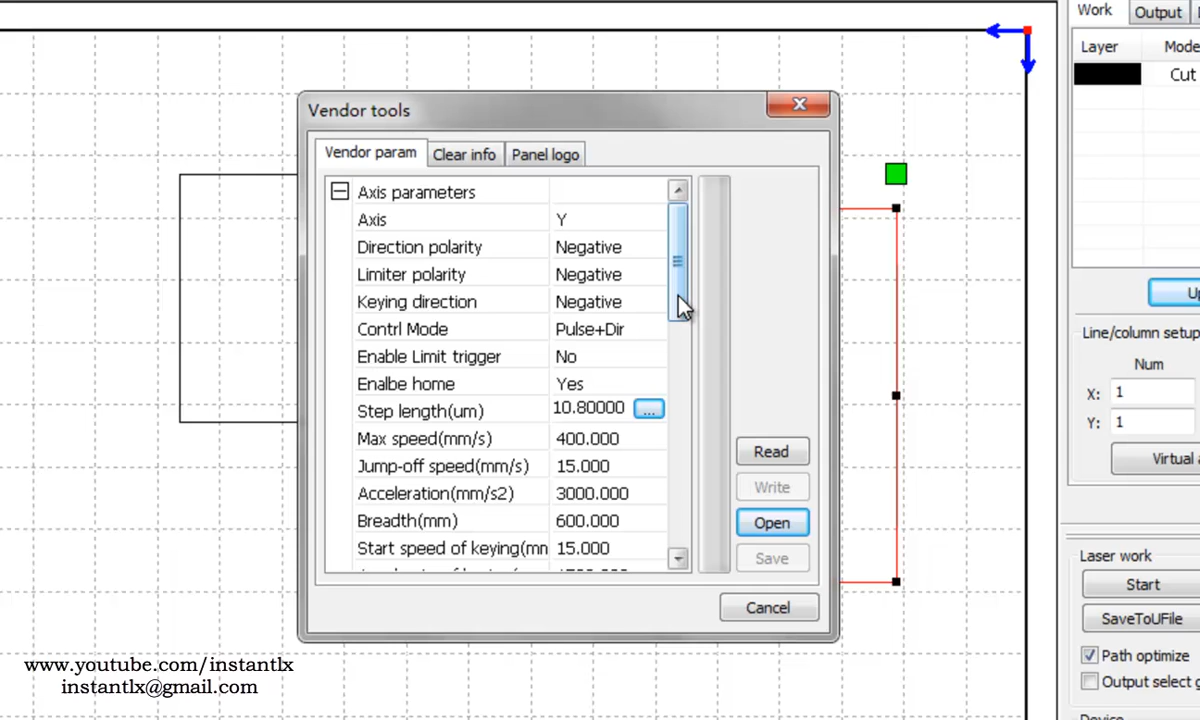 Work Output
Layer Mode
Cut
Vendor tools
Vendor param Clear info Panel logo
Axis parameters
Axis Y
Direction polarity Negative
Limiter polarity Negative
Keying direction Negative
Contrl Mode Pulse+Dir
Enable Limit trigger No
Enalbe home Yes
Step length(um) 10.80000 ...
Max speed(mm/s) 400.000
Jump-off speed(mm/s) 15.000
Acceleration(mm/s2) 3000.000
Breadth(mm) 600.000
Start speed of keying(mn 15.000
Read
Write
Open
Save
Cancel
Up
Line/column setup
Num
X: 1
Y: 1
Virtual a
Laser work
Start
SaveToUFile
Path optimize
Output select g
Device
www.youtube.com/instantlx
instantlx@gmail.com